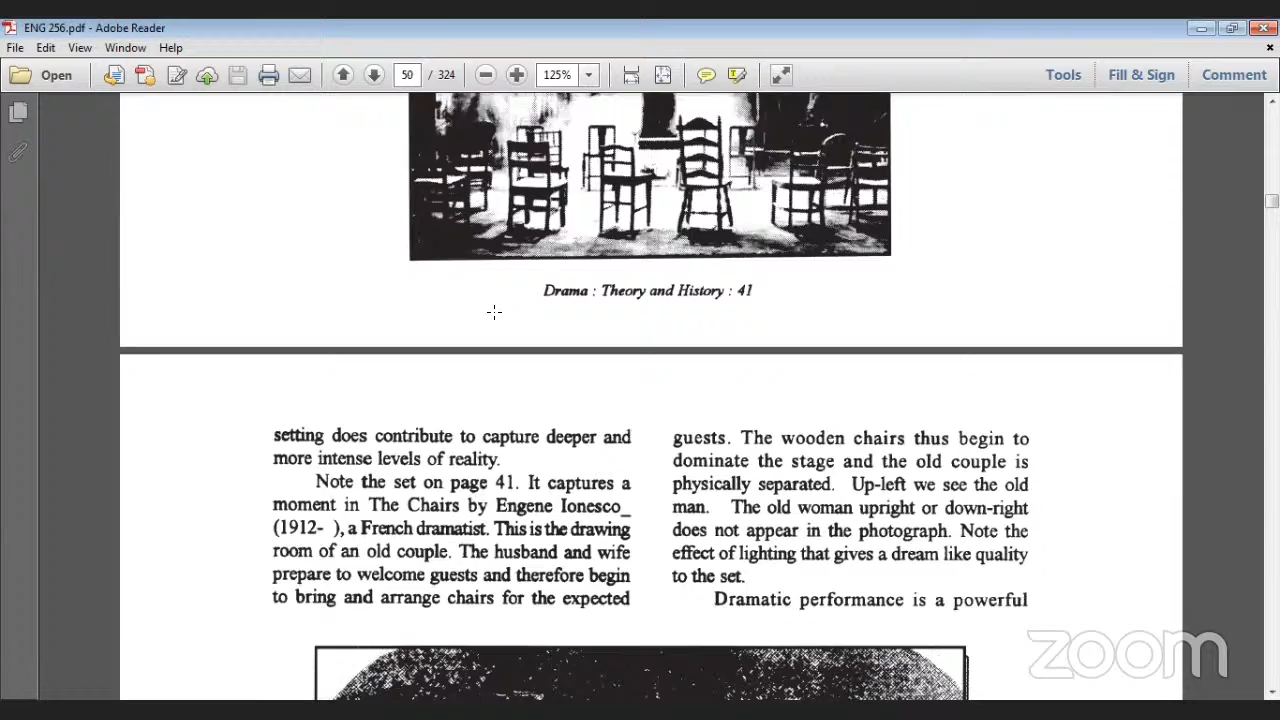 ENG 256.pdf - Adobe Reader
File Edit View Window Help
Open 50 / 324 125% Tools Fill & Sign Comment
Drama : Theory and History : 41
setting does contribute to capture deeper and
more intense levels of reality.
Note the set on page 41. It captures a
moment in The Chairs by Engene Ionesco_
(1912- ), a French dramatist. This is the drawing
room of an old couple. The husband and wife
prepare to welcome guests and therefore begin
to bring and arrange chairs for the expected
guests. The wooden chairs thus begin to
dominate the stage and the old couple is
physically separated. Up-left we see the old
man. The old woman upright or down-right
does not appear in the photograph. Note the
effect of lighting that gives a dream like quality
to the set.
Dramatic performance is a powerful
zoom